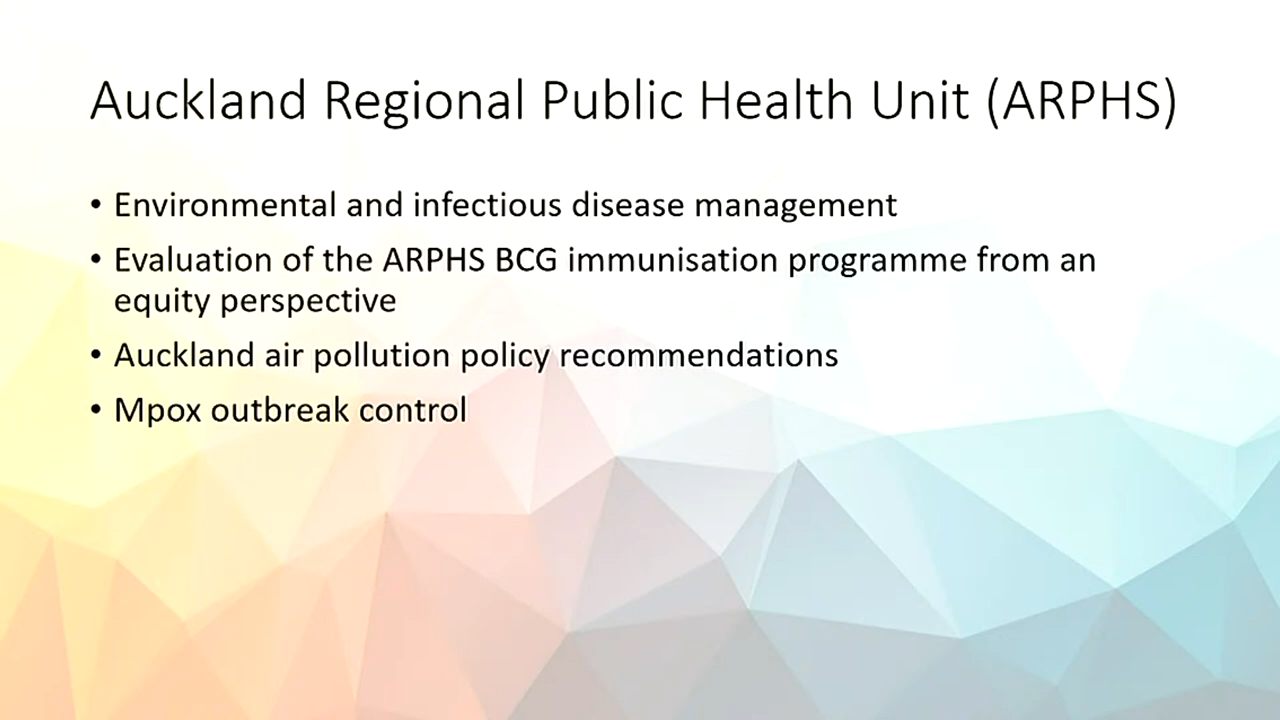 Auckland Regional Public Health Unit (ARPHS)
• Environmental and infectious disease management
• Evaluation of the ARPHS BCG immunisation programme from an
equity perspective
• Auckland air pollution policy recommendations
• Mpox outbreak control